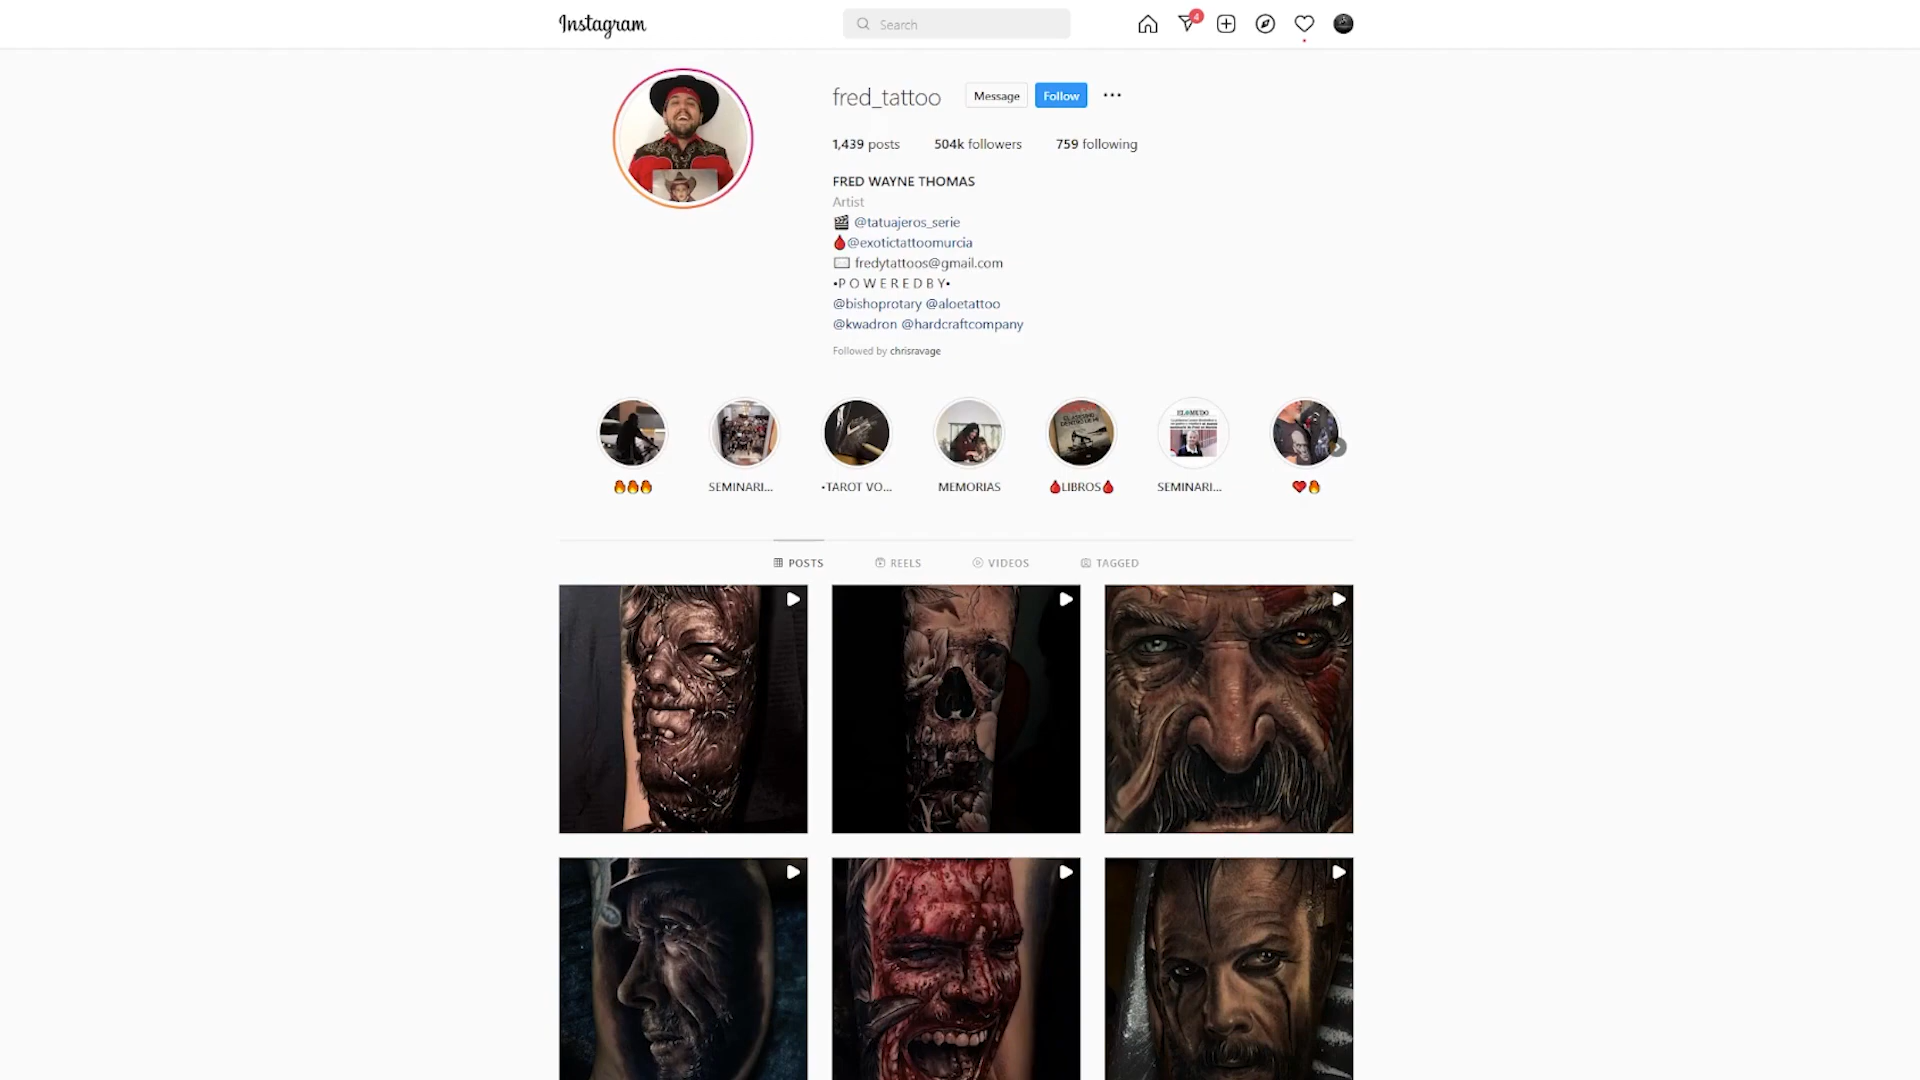 Instagram
Search
4
fred_tattoo
Message
Follow
1,439 posts
504k followers
759 following
FRED WAYNE THOMAS
Artist
🎬 @tatuajeros_serie
🩸@exotictattoomurcia
✉️ fredytattoos@gmail.com
•P O W E R E D B Y•
@bishoprotary @aloetattoo
@kwadron @hardcraftcompany
Followed by chrisravage
🔥🔥🔥
SEMINARI...
•TAROT VO...
MEMORIAS
🩸LIBROS🩸
SEMINARI...
❤️🔥
POSTS
REELS
VIDEOS
TAGGED